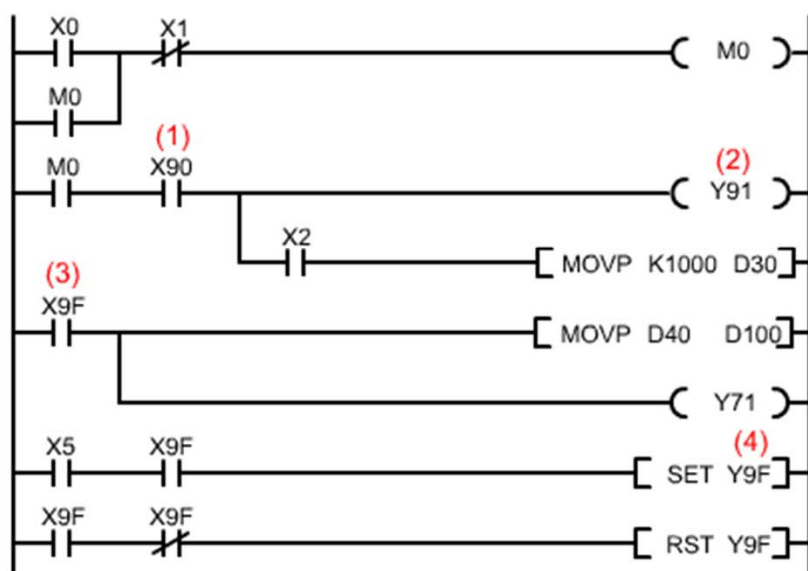 X0 X1 M0
M0
(1) (2)
M0 X90 Y91
X2 MOVP K1000 D30
(3)
X9F MOVP D40 D100
Y71
(4)
X5 X9F SET Y9F
X9F X9F RST Y9F